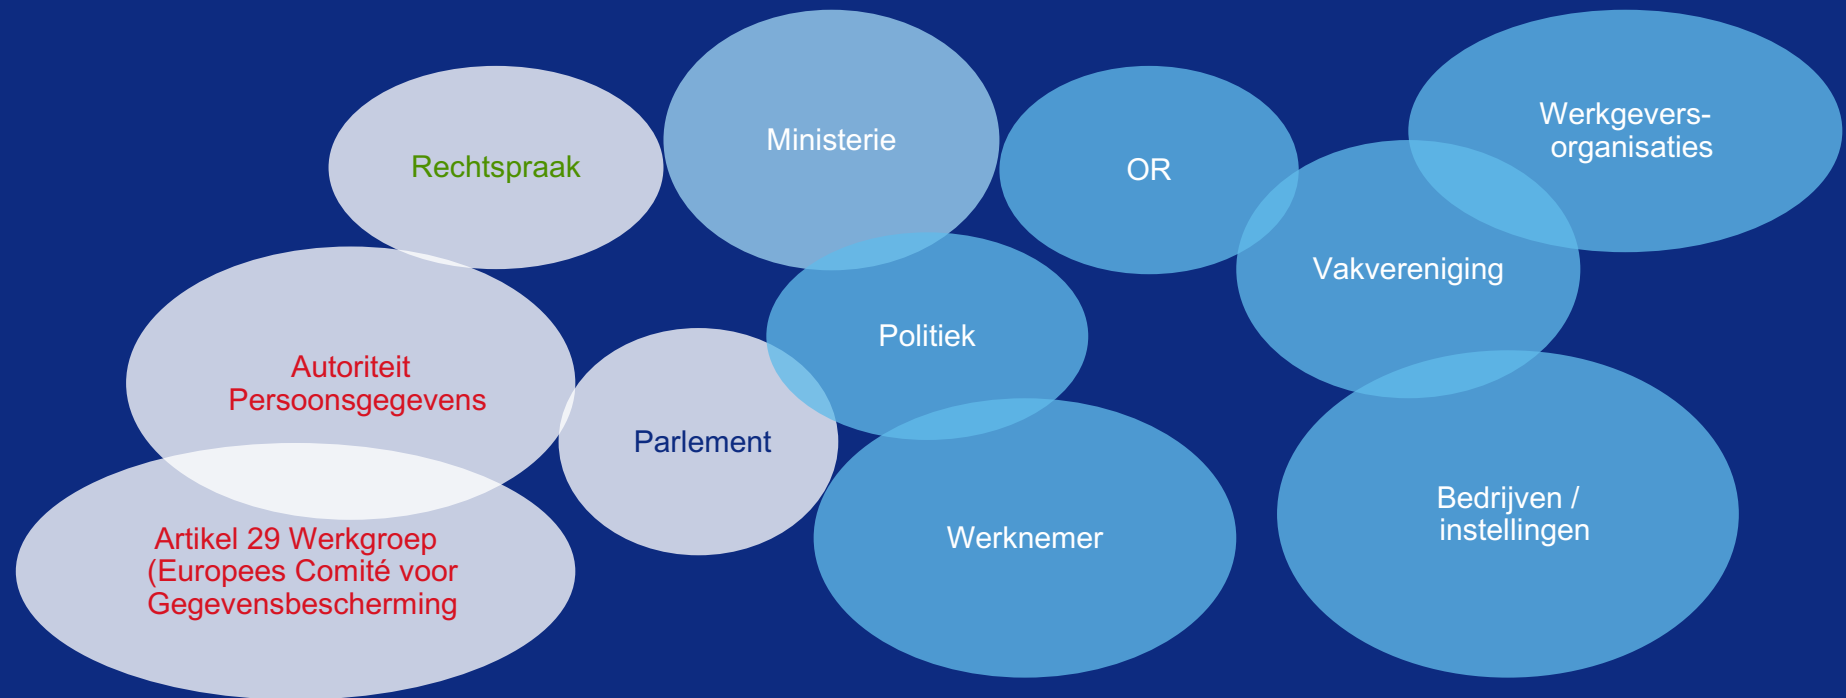 Rechtspraak
Ministerie
OR
Werkgevers-
organisaties
Vakvereniging
Politiek
Autoriteit
Persoonsgegevens
Parlement
Werknemer
Bedrijven /
instellingen
Artikel 29 Werkgroep
(Europees Comité voor
Gegevensbescherming